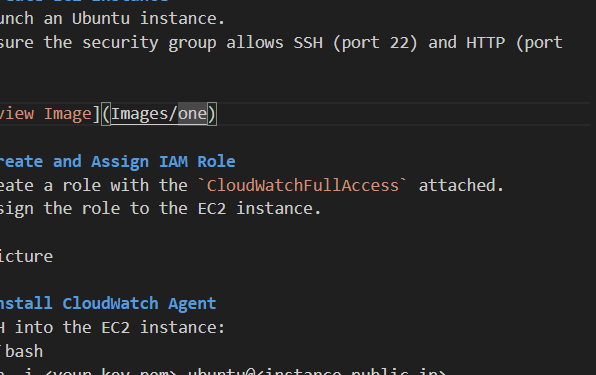 unch an Ubuntu instance.
sure the security group allows SSH (port 22) and HTTP (port
view Image](Images/one)
reate and Assign IAM Role
eate a role with the `CloudWatchFullAccess` attached.
sign the role to the EC2 instance.
icture
nstall CloudWatch Agent
H into the EC2 instance:
bash